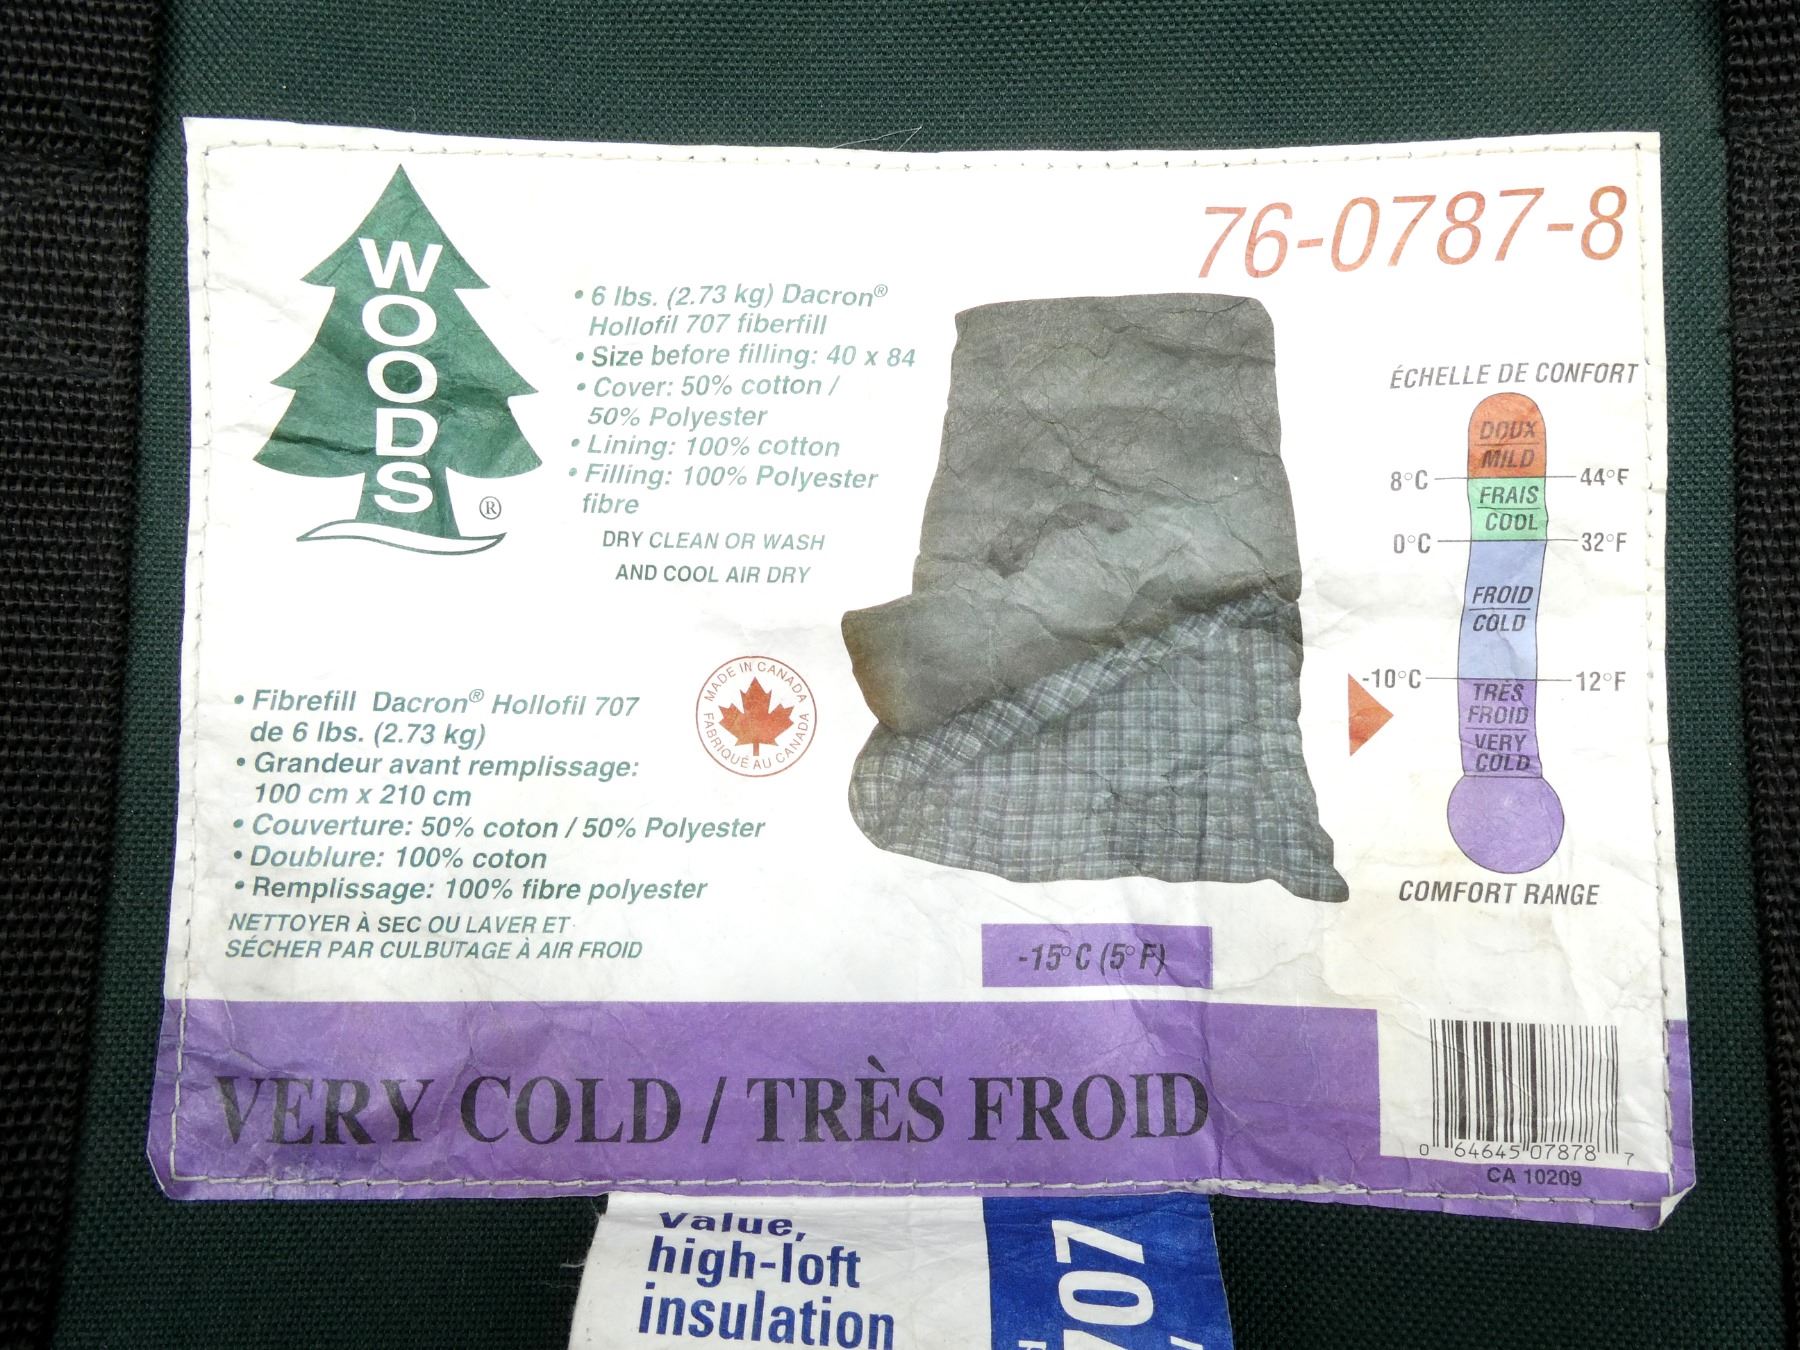 WOODS
®
76-0787-8
• 6 lbs. (2.73 kg) Dacron®
Hollofil 707 fiberfill
• Size before filling: 40 x 84
• Cover: 50% cotton /
50% Polyester
• Lining: 100% cotton
• Filling: 100% Polyester
fibre
DRY CLEAN OR WASH
AND COOL AIR DRY
• Fibrefill Dacron® Hollofil 707
de 6 lbs. (2.73 kg)
• Grandeur avant remplissage:
100 cm x 210 cm
• Couverture: 50% coton / 50% Polyester
• Doublure: 100% coton
• Remplissage: 100% fibre polyester
NETTOYER À SEC OU LAVER ET
SÉCHER PAR CULBUTAGE À AIR FROID
MADE IN CANADA
FABRIQUÉ AU CANADA
ÉCHELLE DE CONFORT
DOUX
MILD
8°C 44°F
FRAIS
COOL
0°C 32°F
FROID
COLD
-10°C 12°F
TRÈS
FROID
VERY
COLD
COMFORT RANGE
-15°C (5°F)
VERY COLD / TRÈS FROID
0 64645 07878 7
CA 10209
value,
high-loft
insulation
707